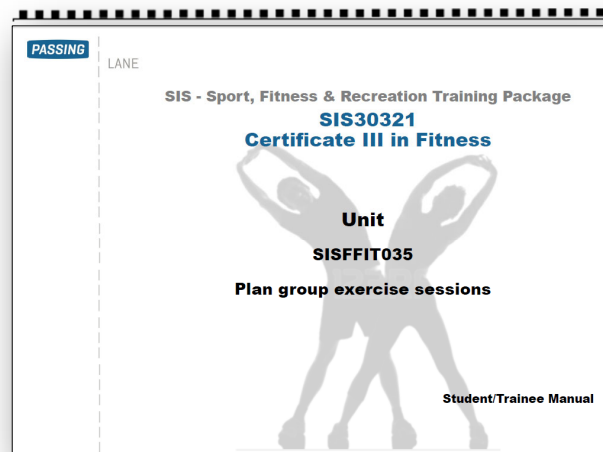 PASSING
LANE
SIS - Sport, Fitness & Recreation Training Package
SIS30321
Certificate III in Fitness
Unit
SISFFIT035
Plan group exercise sessions
Student/Trainee Manual